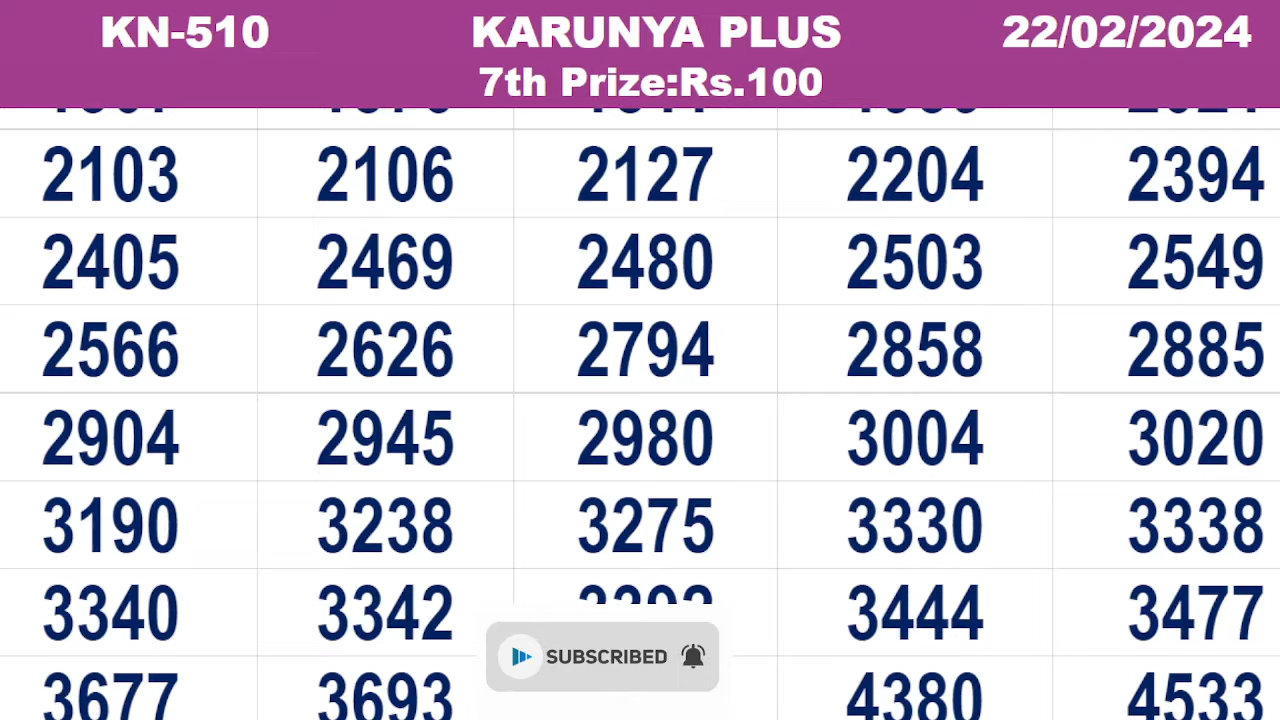 KN-510 KARUNYA PLUS 22/02/2024
7th Prize:Rs.100
2103 2106 2127 2204 2394
2405 2469 2480 2503 2549
2566 2626 2794 2858 2885
2904 2945 2980 3004 3020
3190 3238 3275 3330 3338
3340 3342 3444 3477
SUBSCRIBED
3677 3693 4380 4533